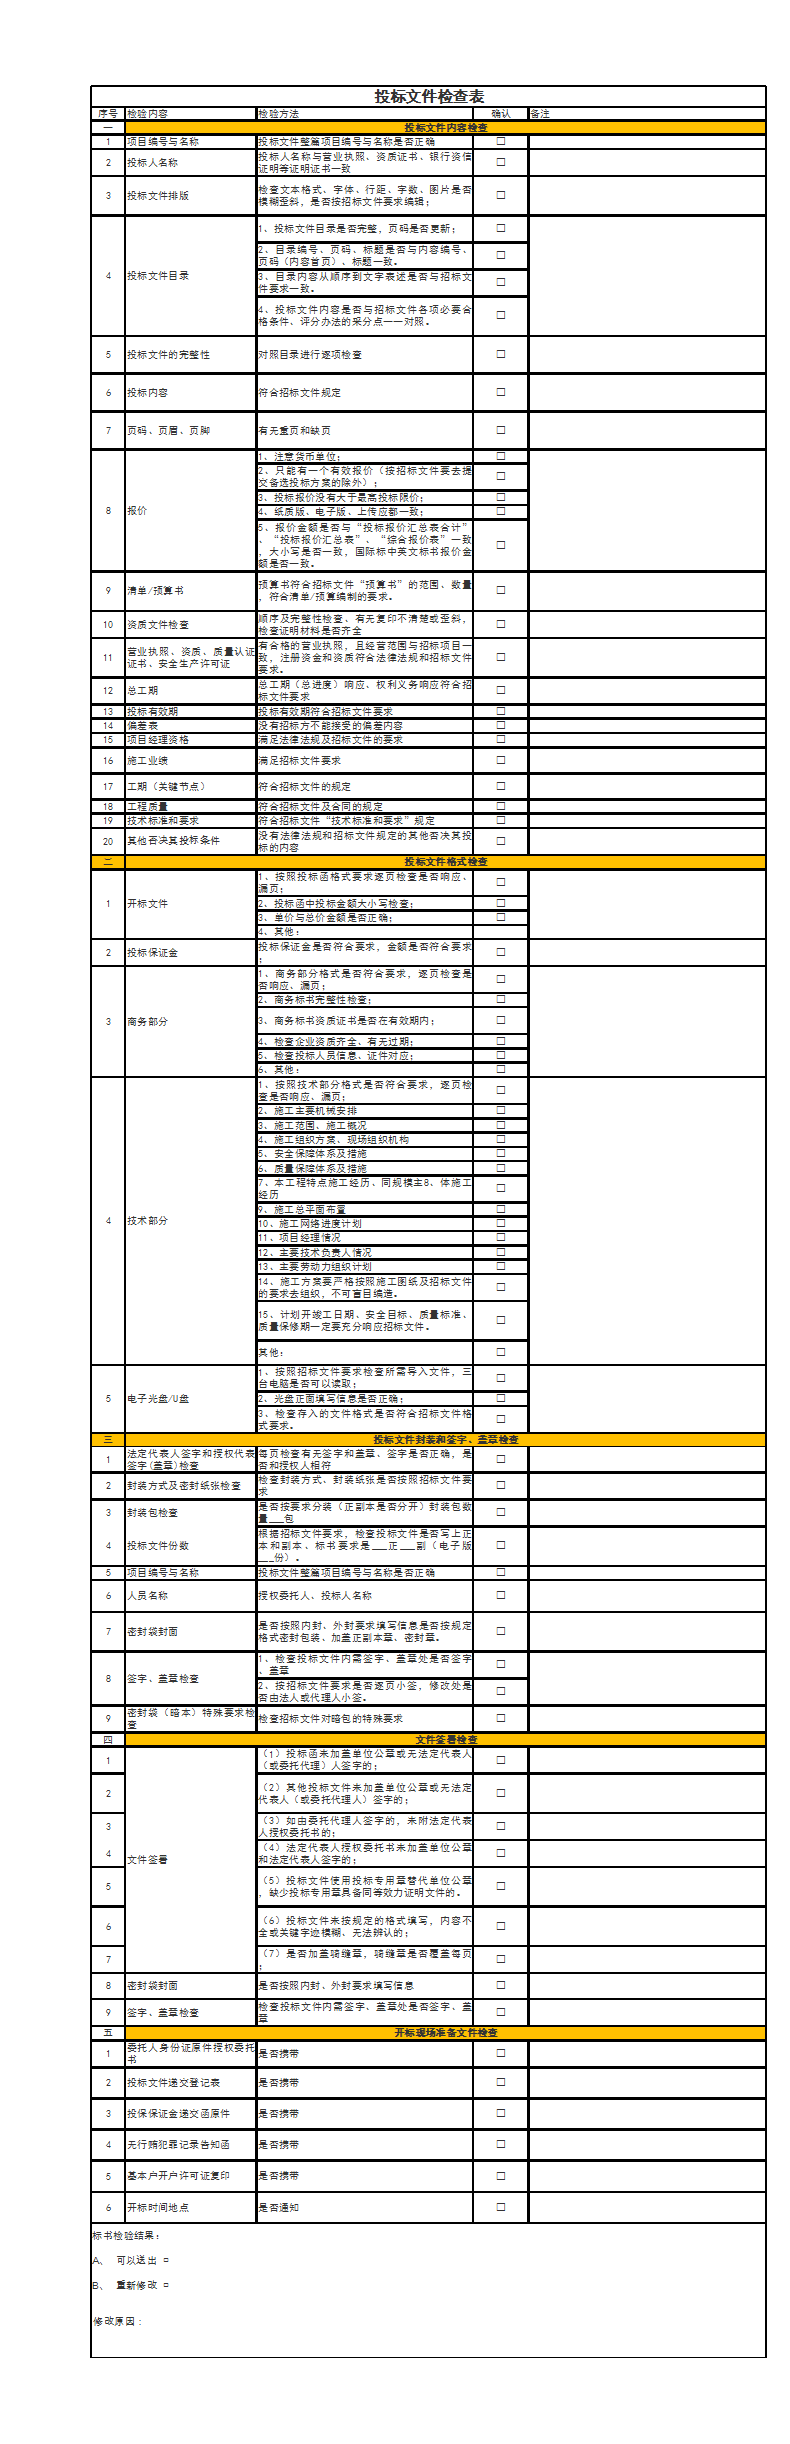 投标文件检查表
序号 检验内容 检验方法 确认 备注
一 投标文件内容检查
1 项目编号与名称 投标文件整篇项目编号与名称是否正确 □
2 投标人名称 投标人名称与营业执照、资质证书、银行资信
证明等证明证书一致 □
3 投标文件排版 检查文本格式、字体、行距、字数、图片是否
模糊歪斜，是否按招标文件要求编辑； □
4 投标文件目录 1、投标文件目录是否完整，页码是否更新； □
2、目录编号、页码、标题是否与内容编号、
页码（内容首页）、标题一致。 □
3、目录内容从顺序到文字表述是否与招标文
件要求一致。 □
4、投标文件内容是否与招标文件各项必要合
格条件、评分办法的采分点一一对照。 □
5 投标文件的完整性 对照目录进行逐项检查 □
6 投标内容 符合招标文件规定 □
7 页码、页眉、页脚 有无重页和缺页 □
8 报价 1、注意货币单位； □
2、只能有一个有效报价（按招标文件要去提
交备选投标方案的除外）； □
3、投标报价没有大于最高投标限价； □
4、纸质版、电子版、上传应都一致； □
5、报价金额是否与“投标报价汇总表合计”
、“投标报价汇总表”、“综合报价表”一致
，大小写是否一致，国际标中英文标书报价金
额是否一致。 □
9 清单/预算书 预算书符合招标文件“预算书”的范围、数量
，符合清单/预算编制的要求。 □
10 资质文件检查 顺序及完整性检查、有无复印不清楚或歪斜，
检查证明材料是否齐全 □
11 营业执照、资质、质量认证
证书、安全生产许可证 有合格的营业执照，且经营范围与招标项目一
致，注册资金和资质符合法律法规和招标文件
要求。 □
12 总工期 总工期（总进度）响应、权利义务响应符合招
标文件要求 □
13 投标有效期 投标有效期符合招标文件要求 □
14 偏差表 没有招标方不能接受的偏差内容 □
15 项目经理资格 满足法律法规及招标文件的要求 □
16 施工业绩 满足招标文件要求 □
17 工期（关键节点） 符合招标文件的规定 □
18 工程质量 符合招标文件及合同的规定 □
19 技术标准和要求 符合招标文件“技术标准和要求”规定 □
20 其他否决其投标条件 没有法律法规和招标文件规定的其他否决其投
标的内容 □
二 投标文件格式检查
1 开标文件 1、按照投标函格式要求逐页检查是否响应、
漏页； □
2、投标函中投标金额大小写检查； □
3、单价与总价金额是否正确； □
4、其他：
2 投标保证金 投标保证金是否符合要求，金额是否符合要求
； □
3 商务部分 1、商务部分格式是否符合要求，逐页检查是
否响应、漏页； □
2、商务标书完整性检查； □
3、商务标书资质证书是否在有效期内； □
4、检查企业资质齐全、有无过期； □
5、检查投标人员信息、证件对应； □
6、其他： □
4 技术部分 1、按照技术部分格式是否符合要求，逐页检
查是否响应、漏页； □
2、施工主要机械安排 □
3、施工范围、施工概况 □
4、施工组织方案、现场组织机构 □
5、安全保障体系及措施 □
6、质量保障体系及措施 □
7、本工程特点施工经历、同规模主8、体施工
经历 □
9、施工总平面布置 □
10、施工网络进度计划 □
11、项目经理情况 □
12、主要技术负责人情况 □
13、主要劳动力组织计划 □
14、施工方案要严格按照施工图纸及招标文件
的要求去组织，不可盲目编造。 □
15、计划开竣工日期、安全目标、质量标准、
质量保修期一定要充分响应招标文件。 □
其他： □
5 电子光盘/U盘 1、按照招标文件要求检查所需导入文件，三
台电脑是否可以读取； □
2、光盘正面填写信息是否正确； □
3、检查存入的文件格式是否符合招标文件格
式要求。 □
三 投标文件封装和签字、盖章检查
1 法定代表人签字和授权代表
签字(盖章)检查 每页检查有无签字和盖章、签字是否正确，是
否和授权人相符 □
2 封装方式及密封纸张检查 检查封装方式、封装纸张是否按照招标文件要
求 □
3 封装包检查 是否按要求分装（正副本是否分开）封装包数
量___包 □
4 投标文件份数 根据招标文件要求，检查投标文件是否写上正
本和副本、标书要求是___正___副（电子版
___份）。 □
5 项目编号与名称 投标文件整篇项目编号与名称是否正确 □
6 人员名称 授权委托人、投标人名称 □
7 密封袋封面 是否按照内封、外封要求填写信息是否按规定
格式密封包装、加盖正副本章、密封章。 □
8 签字、盖章检查 1、检查投标文件内需签字、盖章处是否签字
、盖章 □
2、按招标文件要求是否逐页小签，修改处是
否由法人或代理人小签。 □
9 密封袋（暗本）特殊要求检
查 检查招标文件对暗包的特殊要求 □
四 文件签署检查
1 文件签署 （1）投标函未加盖单位公章或无法定代表人
（或委托代理）人签字的； □
2 （2）其他投标文件未加盖单位公章或无法定
代表人（或委托代理人）签字的； □
3 （3）如由委托代理人签字的，未附法定代表
人授权委托书的； □
4 （4）法定代表人授权委托书未加盖单位公章
和法定代表人签字的； □
5 （5）投标文件使用投标专用章替代单位公章
，缺少投标专用章具备同等效力证明文件的。 □
6 （6）投标文件未按规定的格式填写，内容不
全或关键字迹模糊、无法辨认的； □
7 （7）是否加盖骑缝章，骑缝章是否覆盖每页
； □
8 密封袋封面 是否按照内封、外封要求填写信息 □
9 签字、盖章检查 检查投标文件内需签字、盖章处是否签字、盖
章 □
五 开标现场准备文件检查
1 委托人身份证原件授权委托
书 是否携带 □
2 投标文件递交登记表 是否携带 □
3 投保保证金递交函原件 是否携带 □
4 无行贿犯罪记录告知函 是否携带 □
5 基本户开户许可证复印 是否携带 □
6 开标时间地点 是否通知 □
标书检验结果：
A、 可以送出 □
B、 重新修改 □
修改原因：